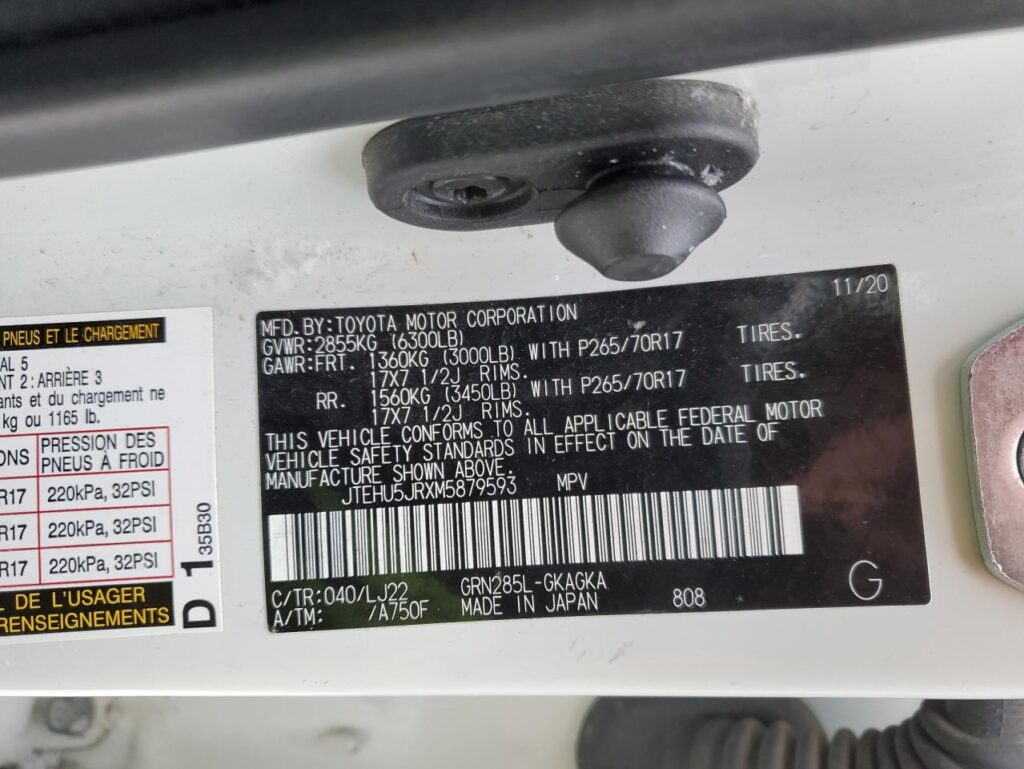 PNEUS ET LE CHARGEMENT
AL 5
NT 2 : ARRIÈRE 3
ants et du chargement ne
kg ou 1165 lb.
ONS PRESSION DES PNEUS À FROID
R17 220kPa, 32PSI
R17 220kPa, 32PSI
R17 220kPa, 32PSI
L DE L'USAGER
RENSEIGNEMENTS
D 1 35B30
11/20
MFD. BY: TOYOTA MOTOR CORPORATION
GVWR: 2855KG (6300LB)
GAWR: FRT. 1360KG (3000LB) WITH P265/70R17 TIRES.
17X7 1/2J RIMS.
RR. 1560KG (3450LB) WITH P265/70R17 TIRES.
17X7 1/2J RIMS.
THIS VEHICLE CONFORMS TO ALL APPLICABLE FEDERAL MOTOR
VEHICLE SAFETY STANDARDS IN EFFECT ON THE DATE OF
MANUFACTURE SHOWN ABOVE.
JTEHU5JRXM5879593 MPV
C/TR: 040/LJ22 GRN285L-GKAGKA
A/TM: /A750F MADE IN JAPAN 808 G